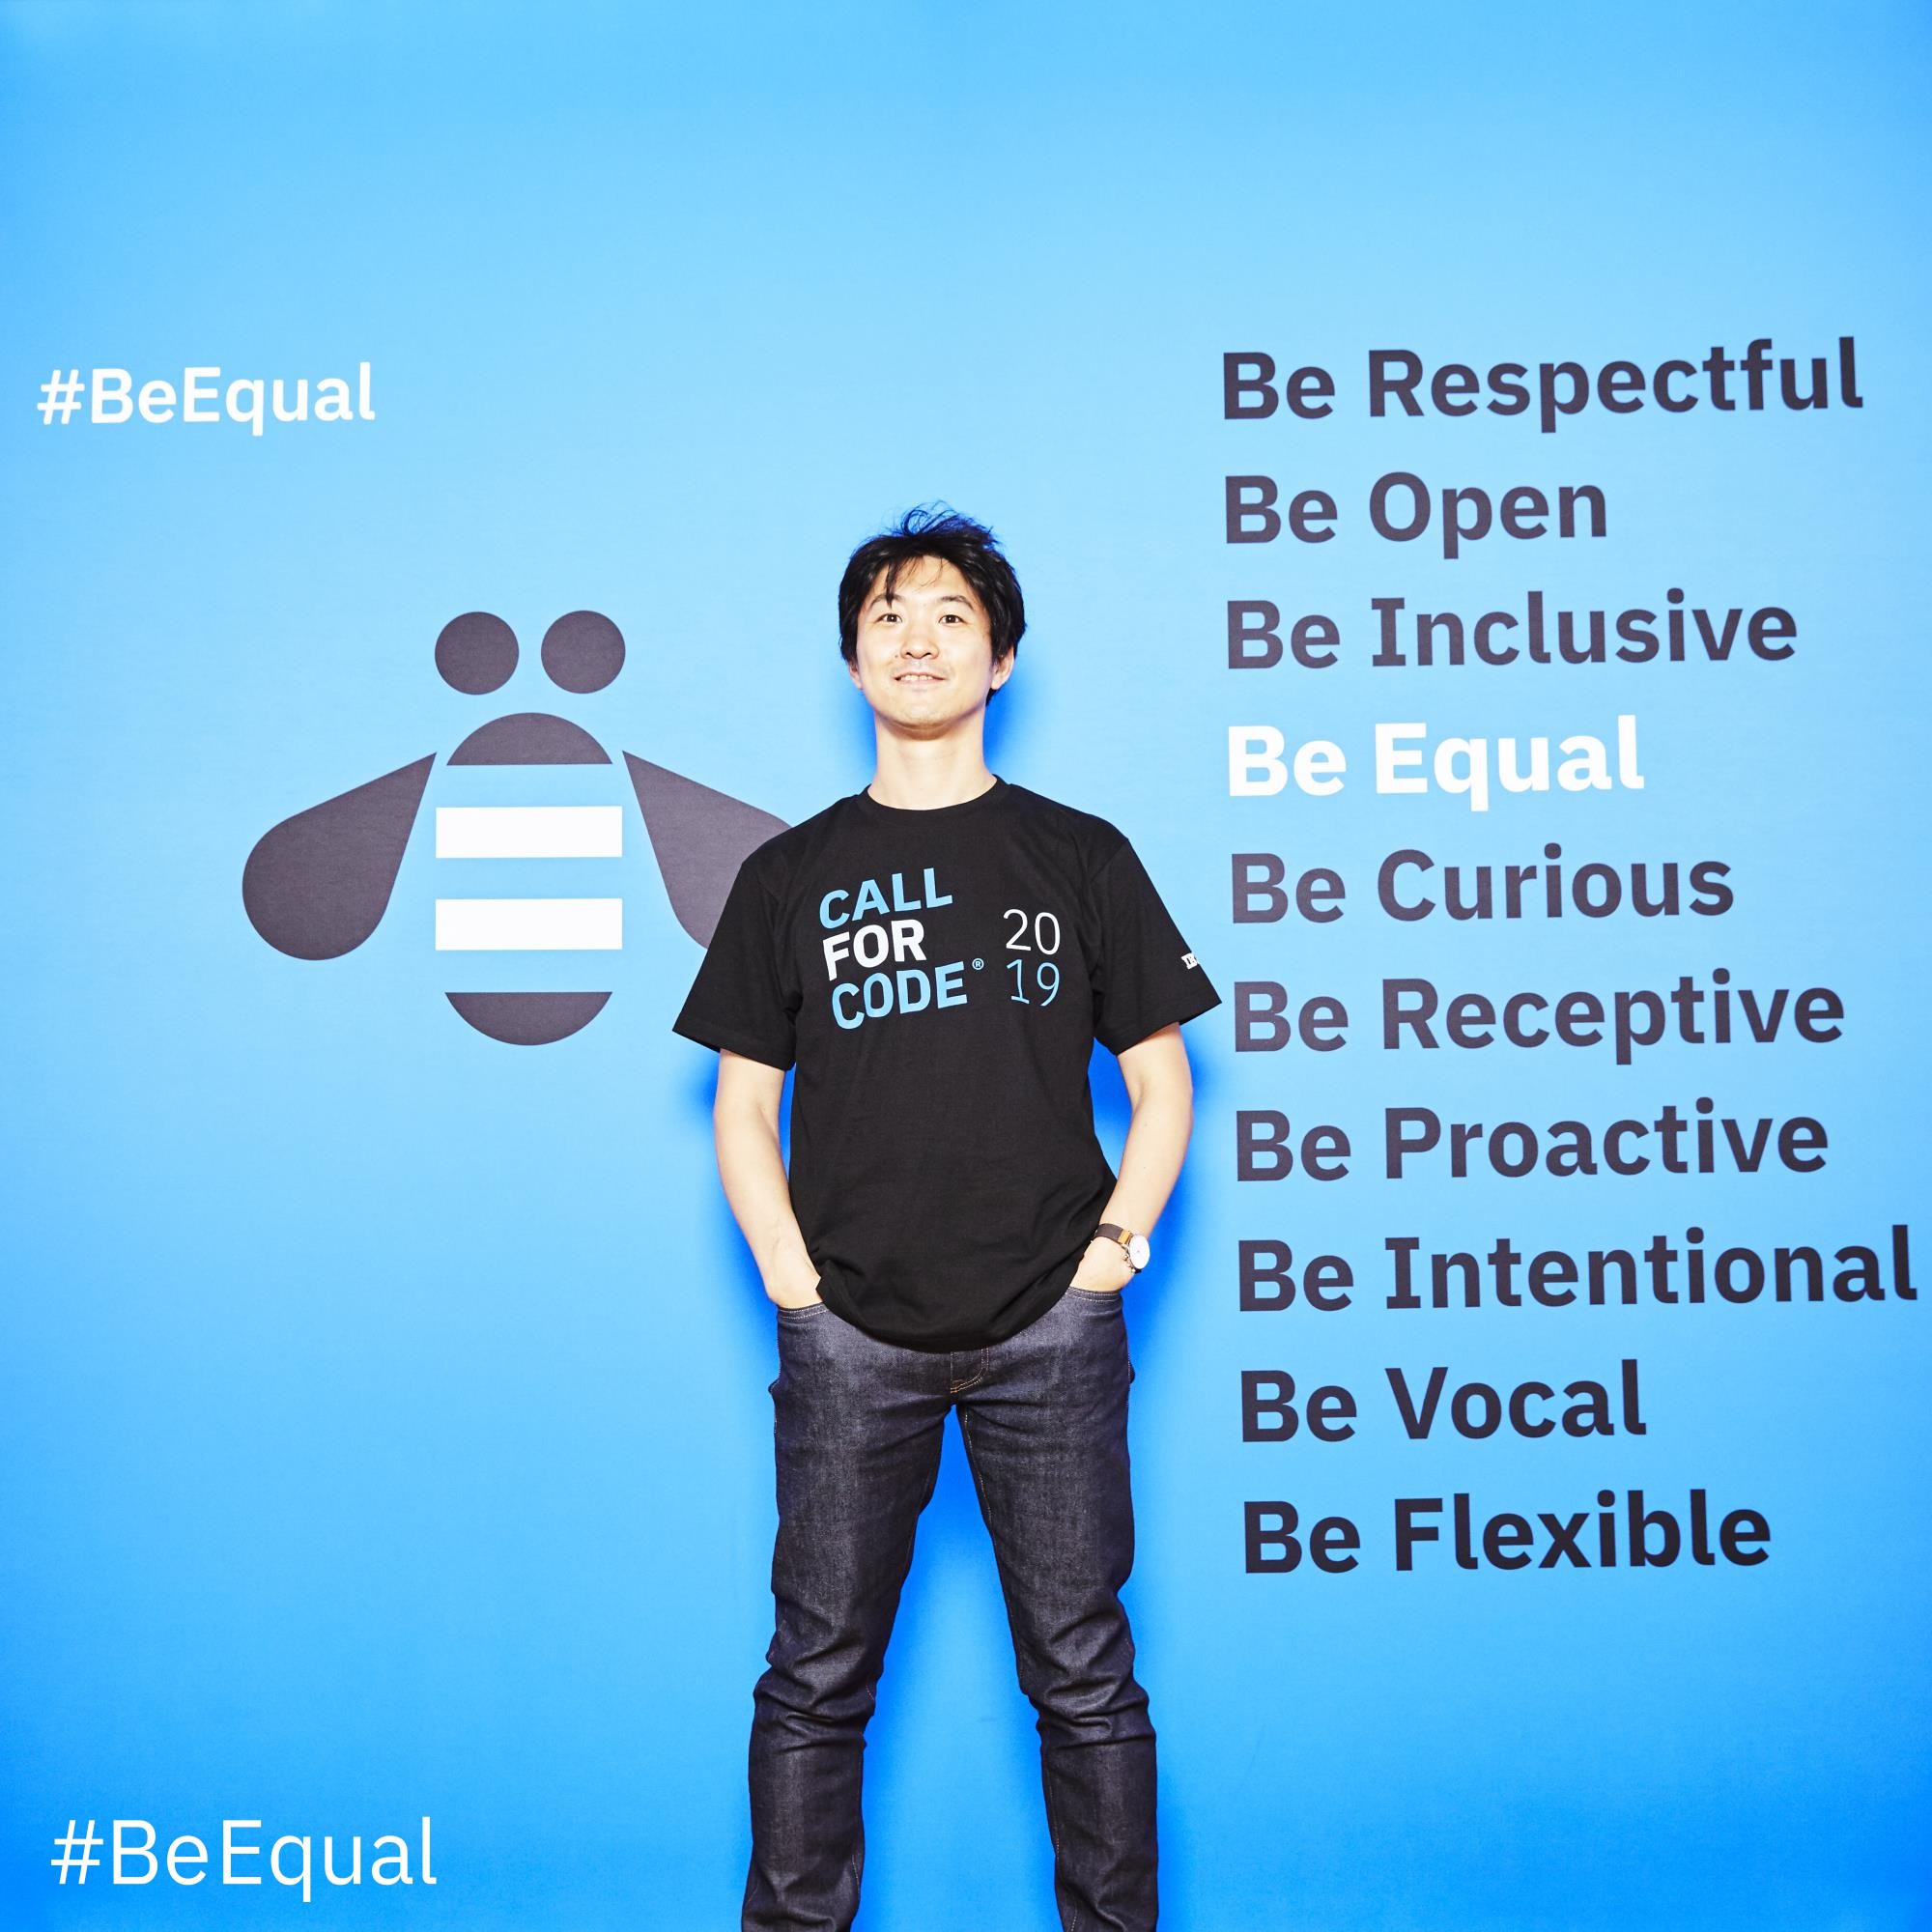 #BeEqual
Be Respectful
Be Open
Be Inclusive
Be Equal
Be Curious
Be Receptive
Be Proactive
Be Intentional
Be Vocal
Be Flexible
CALL
FOR
CODE®
20
19
#BeEqual